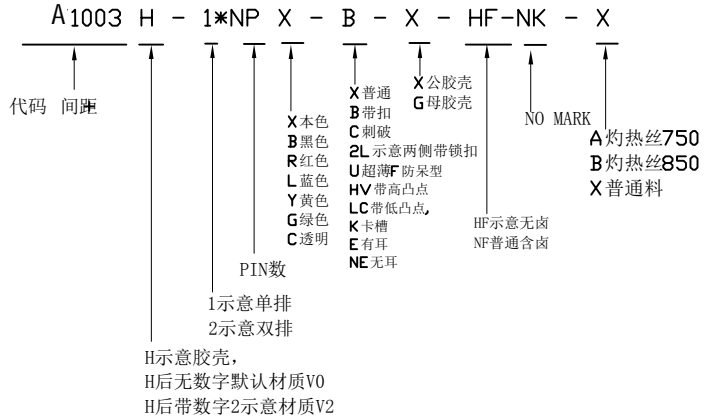 A1003 H - 1*NP X - B - X - HF-NK - X
代码 间距
X本色
B黑色
R红色
L蓝色
Y黄色
G绿色
C透明
X普通
B带扣
C刺破
2L示意两侧带锁扣
U超薄F防呆型
HV带高凸点
LC带低凸点,
K卡槽
E有耳
NE无耳
X公胶壳
G母胶壳
NO MARK
A灼热丝750
B灼热丝850
X普通料
HF示意无卤
NF普通含卤
PIN数
1示意单排
2示意双排
H示意胶壳,
H后无数字默认材质V0
H后带数字2示意材质V2